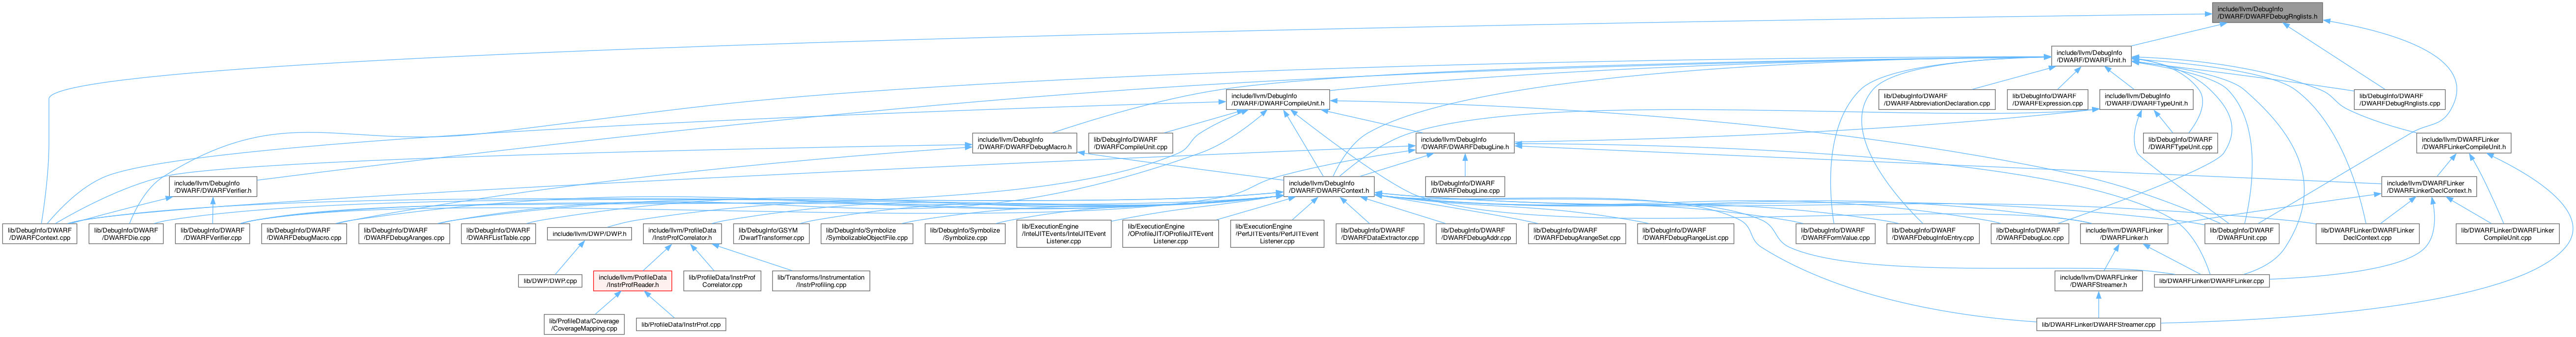 include/llvm/DebugInfo
/DWARF/DWARFDebugRnglists.h
include/llvm/DebugInfo
/DWARF/DWARFUnit.h
include/llvm/DebugInfo
/DWARF/DWARFCompileUnit.h
lib/DebugInfo/DWARF
/DWARFAbbreviationDeclaration.cpp
lib/DebugInfo/DWARF
/DWARFExpression.cpp
include/llvm/DebugInfo
/DWARF/DWARFTypeUnit.h
lib/DebugInfo/DWARF
/DWARFDebugRnglists.cpp
include/llvm/DebugInfo
/DWARF/DWARFDebugMacro.h
lib/DebugInfo/DWARF
/DWARFCompileUnit.cpp
include/llvm/DebugInfo
/DWARF/DWARFDebugLine.h
lib/DebugInfo/DWARF
/DWARFTypeUnit.cpp
include/llvm/DWARFLinker
/DWARFLinkerCompileUnit.h
include/llvm/DebugInfo
/DWARF/DWARFVerifier.h
include/llvm/DebugInfo
/DWARF/DWARFContext.h
lib/DebugInfo/DWARF
/DWARFDebugLine.cpp
include/llvm/DWARFLinker
/DWARFLinkerDeclContext.h
lib/DebugInfo/DWARF
/DWARFContext.cpp
lib/DebugInfo/DWARF
/DWARFDie.cpp
lib/DebugInfo/DWARF
/DWARFVerifier.cpp
lib/DebugInfo/DWARF
/DWARFDebugMacro.cpp
lib/DebugInfo/DWARF
/DWARFDebugAranges.cpp
lib/DebugInfo/DWARF
/DWARFListTable.cpp
include/llvm/DWP/DWP.h
include/llvm/ProfileData
/InstrProfCorrelator.h
lib/DebugInfo/GSYM
/DwarfTransformer.cpp
lib/DebugInfo/Symbolize
/SymbolizableObjectFile.cpp
lib/DebugInfo/Symbolize
/Symbolize.cpp
lib/ExecutionEngine
/IntelJITEvents/IntelJITEvent
Listener.cpp
lib/ExecutionEngine
/OProfileJIT/OProfileJITEvent
Listener.cpp
lib/ExecutionEngine
/PerfJITEvents/PerfJITEvent
Listener.cpp
lib/DebugInfo/DWARF
/DWARFDataExtractor.cpp
lib/DebugInfo/DWARF
/DWARFDebugAddr.cpp
lib/DebugInfo/DWARF
/DWARFDebugArangeSet.cpp
lib/DebugInfo/DWARF
/DWARFDebugRangeList.cpp
lib/DebugInfo/DWARF
/DWARFFormValue.cpp
lib/DebugInfo/DWARF
/DWARFDebugInfoEntry.cpp
lib/DebugInfo/DWARF
/DWARFDebugLoc.cpp
include/llvm/DWARFLinker
/DWARFLinker.h
lib/DebugInfo/DWARF
/DWARFUnit.cpp
lib/DWARFLinker/DWARFLinker
DeclContext.cpp
lib/DWARFLinker/DWARFLinker
CompileUnit.cpp
lib/DWP/DWP.cpp
include/llvm/ProfileData
/InstrProfReader.h
lib/ProfileData/InstrProf
Correlator.cpp
lib/Transforms/Instrumentation
/InstrProfiling.cpp
include/llvm/DWARFLinker
/DWARFStreamer.h
lib/DWARFLinker/DWARFLinker.cpp
lib/ProfileData/Coverage
/CoverageMapping.cpp
lib/ProfileData/InstrProf.cpp
lib/DWARFLinker/DWARFStreamer.cpp